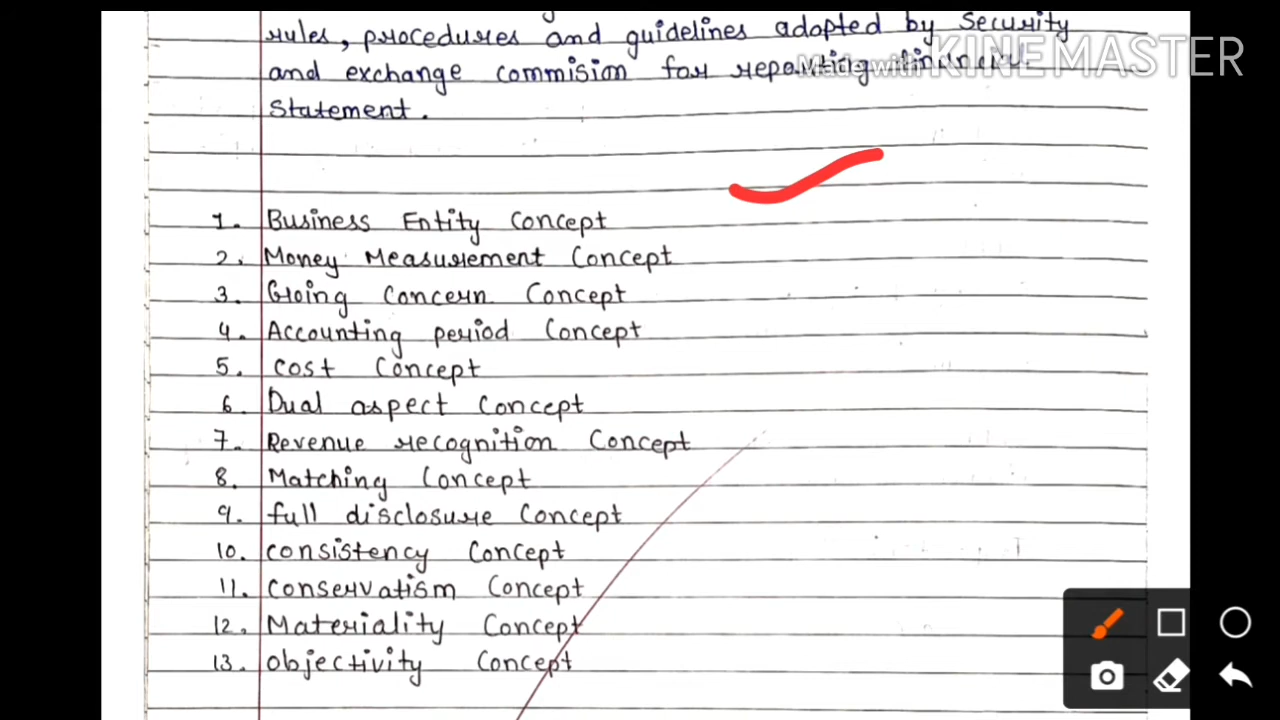 rules, procedures and guidelines adopted by Security
and exchange commision for reporting financial
Statement.
Made with KINEMASTER
1. Business Entity Concept
2. Money Measurement Concept
3. Going Concern Concept
4. Accounting period Concept
5. Cost Concept
6 Dual aspect Concept
7. Revenue recognition Concept
8. Matching Concept
9. full disclosure Concept
10. Consistency Concept
11. Conservatism Concept
12. Materiality Concept
13. objectivity Concept